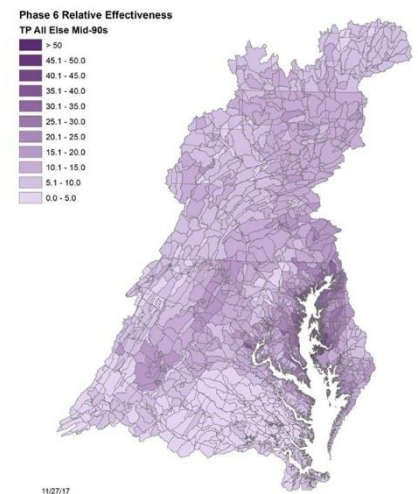 Phase 6 Relative Effectiveness
TP All Else Mid-90s
> 50
45.1 - 50.0
40.1 - 45.0
35.1 - 40.0
30.1 - 35.0
25.1 - 30.0
20.1 - 25.0
15.1 - 20.0
10.1 - 15.0
5.1 - 10.0
0.0 - 5.0
11/27/17